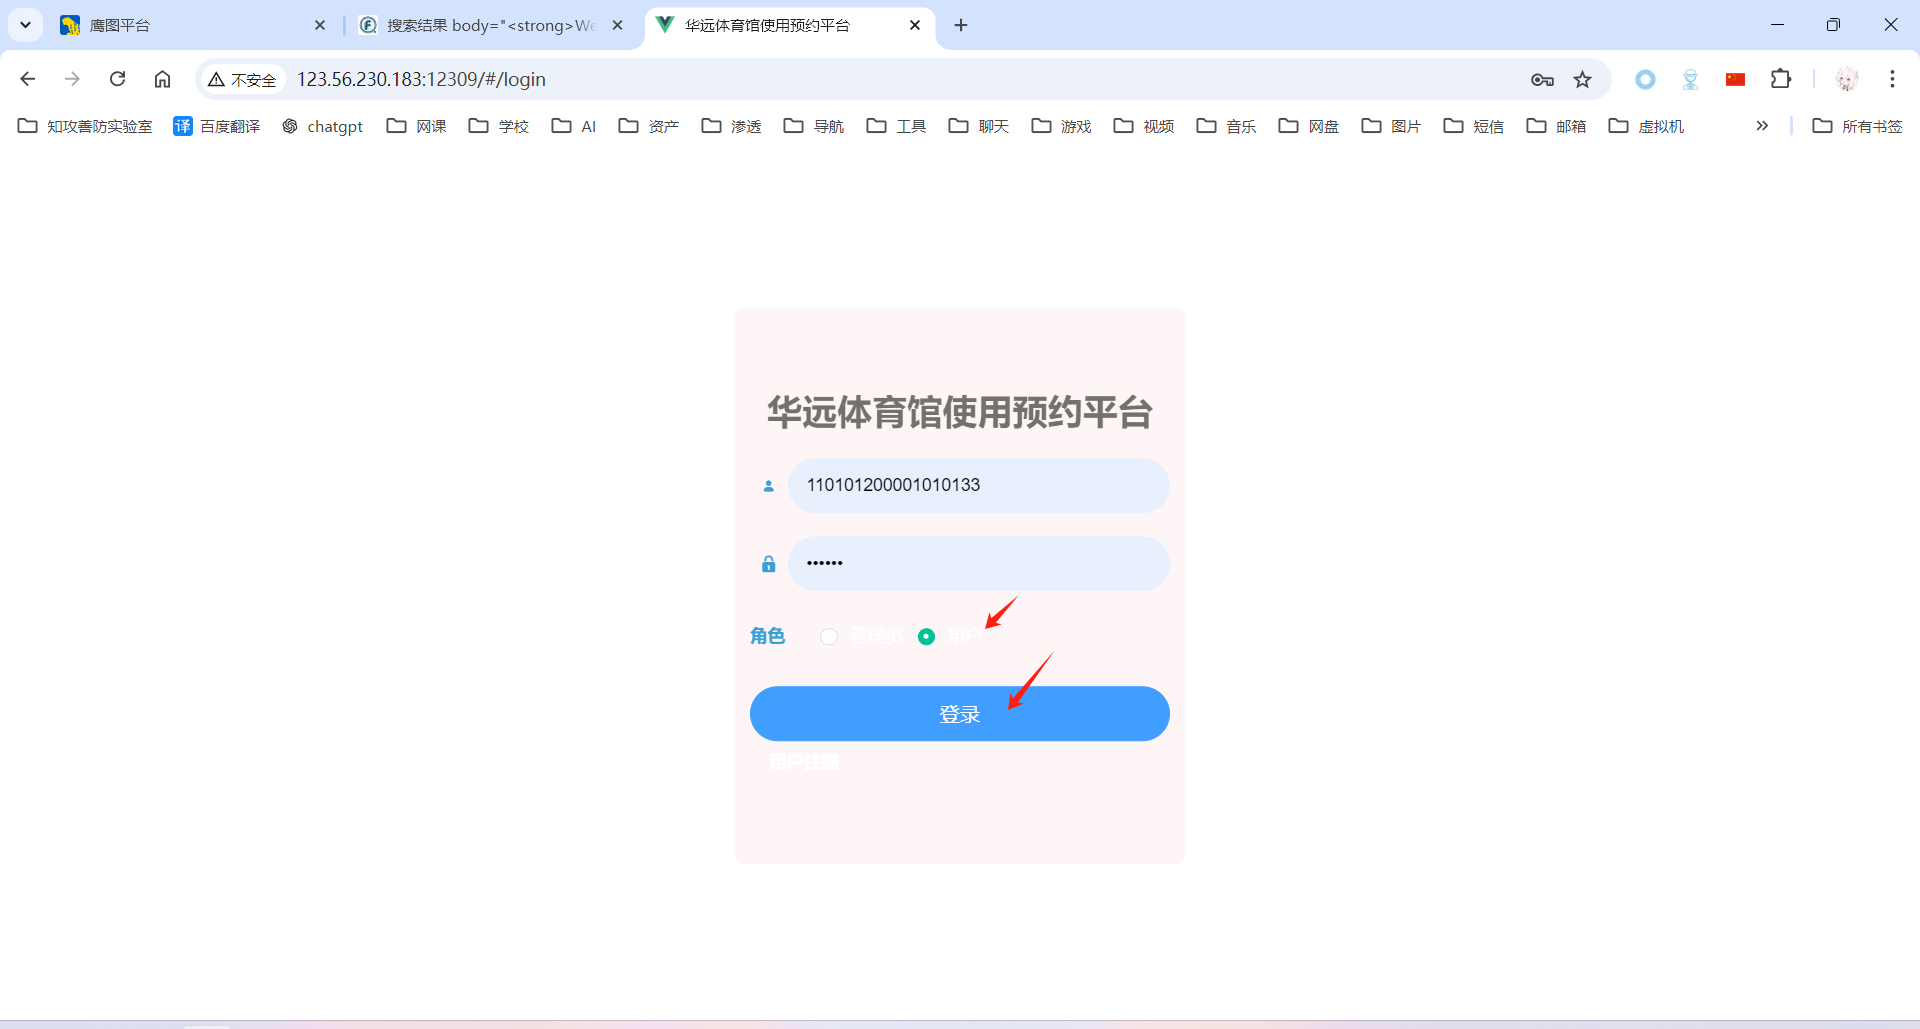 鹰图平台
搜索结果 body="<strong>We
华远体育馆使用预约平台
不安全
123.56.230.183:12309/#/login
知攻善防实验室
译 百度翻译
chatgpt
网课
学校
AI
资产
渗透
导航
工具
聊天
游戏
视频
音乐
网盘
图片
短信
邮箱
虚拟机
所有书签
华远体育馆使用预约平台
110101200001010133
••••••
角色 管理员 用户
登录
用户注册